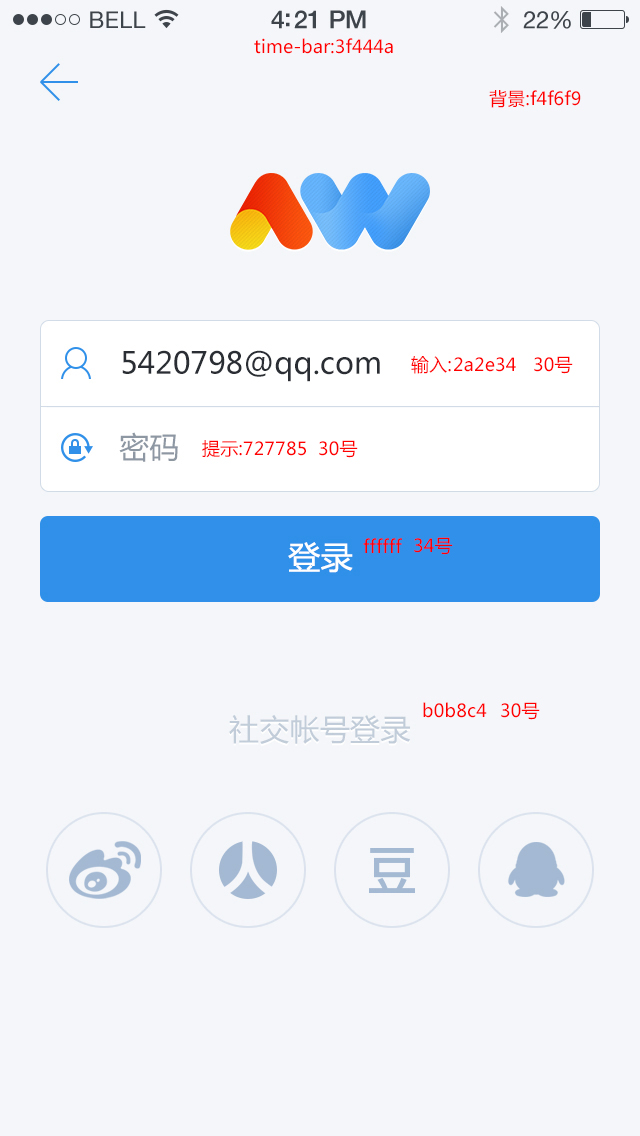 BELL 4:21 PM 22%
time-bar:3f444a
背景:f4f6f9
AW
5420798@qq.com 输入:2a2e34 30号
密码 提示:727785 30号
登录 ffffff 34号
社交帐号登录 b0b8c4 30号
人 豆